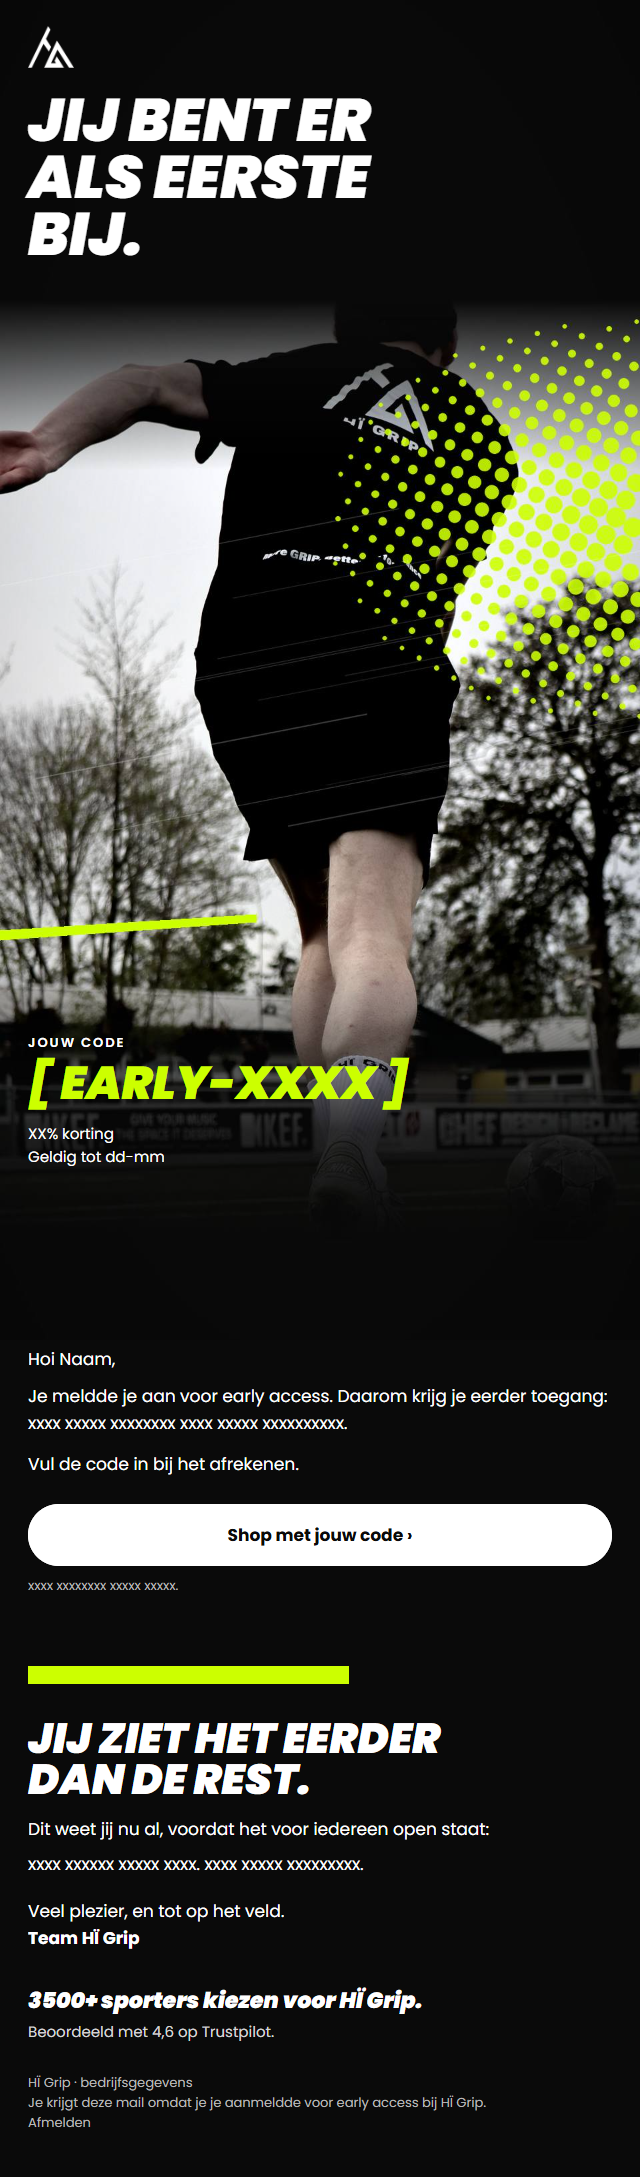 JIJ BENT ER
ALS EERSTE
BIJ.
HÏ GRIP
JOUW CODE
[ EARLY-XXXX ]
XX% korting
Geldig tot dd-mm
Hoi Naam,
Je meldde je aan voor early access. Daarom krijg je eerder toegang:
xxxx xxxxx xxxxxxxx xxxx xxxxx xxxxxxxxxx.
Vul de code in bij het afrekenen.
Shop met jouw code ›
xxxx xxxxxxxx xxxxx xxxxx.
JIJ ZIET HET EERDER
DAN DE REST.
Dit weet jij nu al, voordat het voor iedereen open staat:
xxxx xxxxxx xxxxx xxxx. xxxx xxxxx xxxxxxxxx.
Veel plezier, en tot op het veld.
Team HÏ Grip
3500+ sporters kiezen voor HÏ Grip.
Beoordeeld met 4,6 op Trustpilot.
HÏ Grip · bedrijfsgegevens
Je krijgt deze mail omdat je je aanmeldde voor early access bij HÏ Grip.
Afmelden